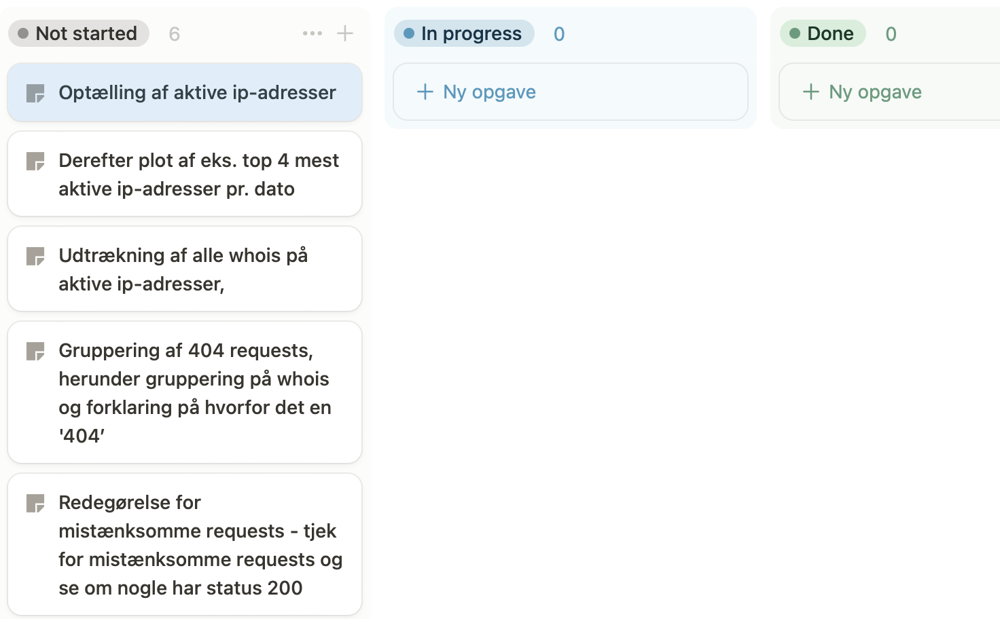 Not started 6
Optælling af aktive ip-adresser
Derefter plot af eks. top 4 mest
aktive ip-adresser pr. dato
Udtrækning af alle whois på
aktive ip-adresser,
Gruppering af 404 requests,
herunder gruppering på whois
og forklaring på hvorfor det en
'404’
Redegørelse for
mistænksomme requests - tjek
for mistænksomme requests og
se om nogle har status 200
In progress 0
Ny opgave
Done 0
Ny opgave